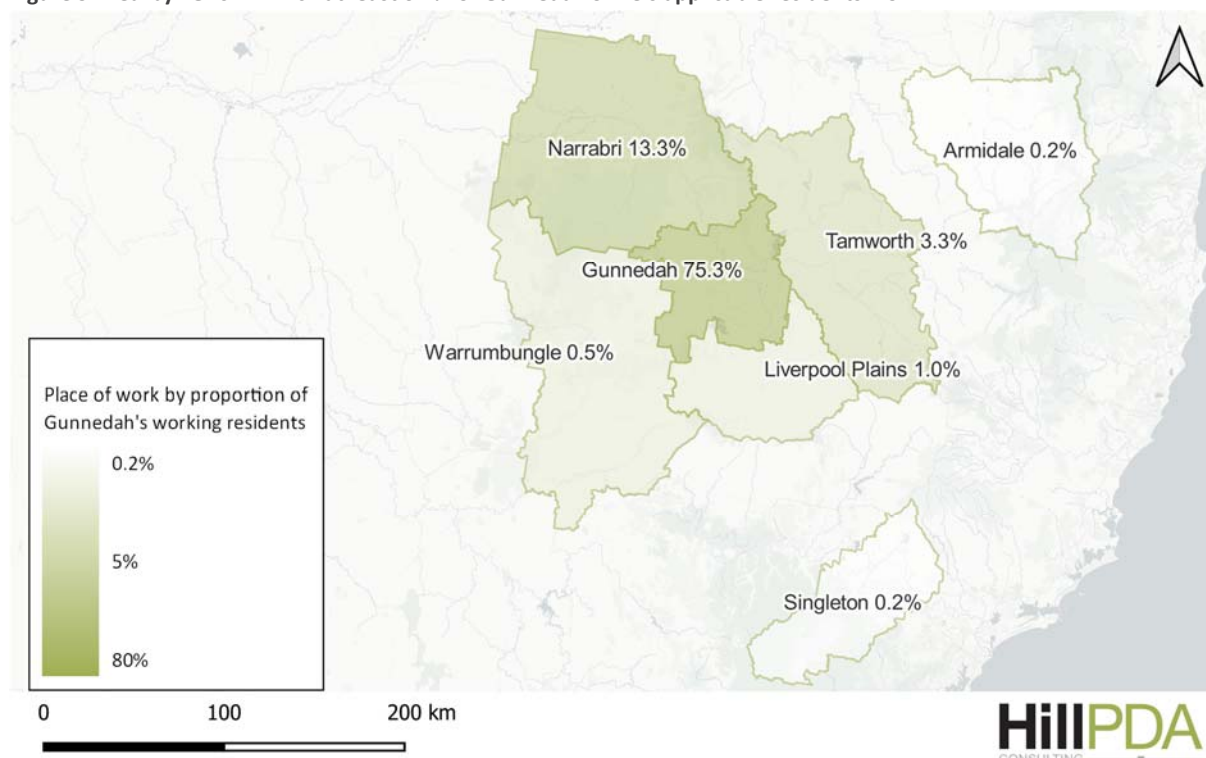 Narrabri 13.3%
Armidale 0.2%
Tamworth 3.3%
Gunnedah 75.3%
Warrumbungle 0.5%
Liverpool Plains 1.0%
Place of work by proportion of
Gunnedah's working residents
0.2%
5%
80%
Singleton 0.2%
0 100 200 km
HillPDA
CONSULTING